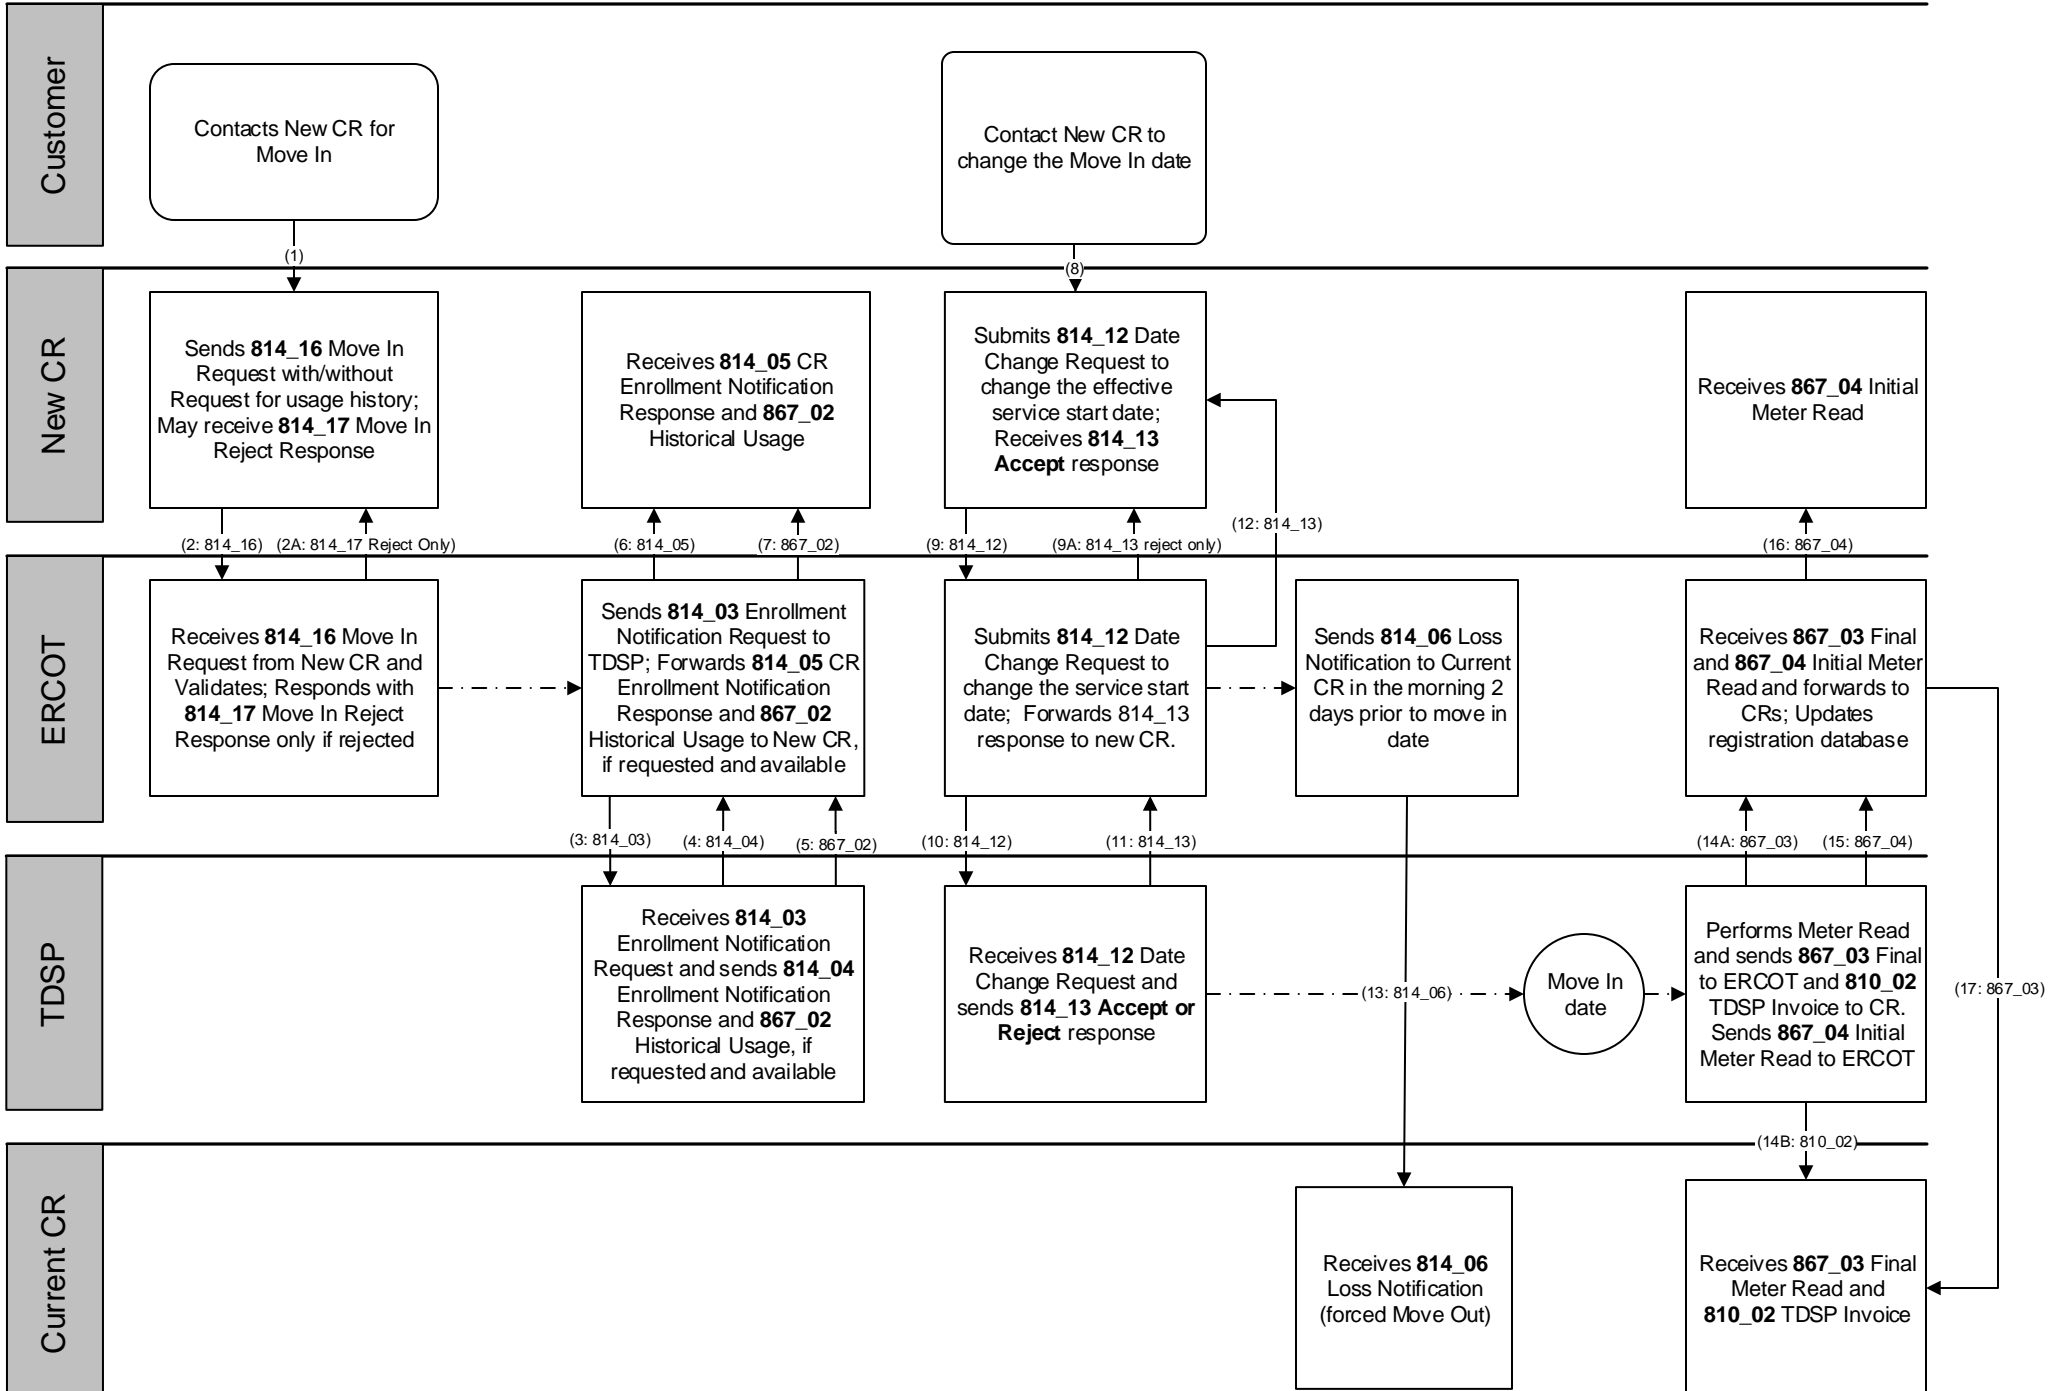 Customer
Contacts New CR for
Move In
Contact New CR to
change the Move In date
(1)
(8)
New CR
Sends 814_16 Move In
Request with/without
Request for usage history;
May receive 814_17 Move In
Reject Response
Receives 814_05 CR
Enrollment Notification
Response and 867_02
Historical Usage
Submits 814_12 Date
Change Request to
change the effective
service start date;
Receives 814_13
Accept response
Receives 867_04 Initial
Meter Read
(12: 814_13)
(2: 814_16)
(2A: 814_17 Reject Only)
(6: 814_05)
(7: 867_02)
(9: 814_12)
(9A: 814_13 reject only)
(16: 867_04)
ERCOT
Receives 814_16 Move In
Request from New CR and
Validates; Responds with
814_17 Move In Reject
Response only if rejected
Sends 814_03 Enrollment
Notification Request to
TDSP; Forwards 814_05 CR
Enrollment Notification
Response and 867_02
Historical Usage to New CR,
if requested and available
Submits 814_12 Date
Change Request to
change the service start
date; Forwards 814_13
response to new CR.
Sends 814_06 Loss
Notification to Current
CR in the morning 2
days prior to move in
date
Receives 867_03 Final
and 867_04 Initial Meter
Read and forwards to
CRs; Updates
registration database
(3: 814_03)
(4: 814_04)
(5: 867_02)
(10: 814_12)
(11: 814_13)
(14A: 867_03)
(15: 867_04)
TDSP
Receives 814_03
Enrollment Notification
Request and sends 814_04
Enrollment Notification
Response and 867_02
Historical Usage, if
requested and available
Receives 814_12 Date
Change Request and
sends 814_13 Accept or
Reject response
(13: 814_06)
Move In
date
Performs Meter Read
and sends 867_03 Final
to ERCOT and 810_02
TDSP Invoice to CR.
Sends 867_04 Initial
Meter Read to ERCOT
(17: 867_03)
(14B: 810_02)
Current CR
Receives 814_06
Loss Notification
(forced Move Out)
Receives 867_03 Final
Meter Read and
810_02 TDSP Invoice